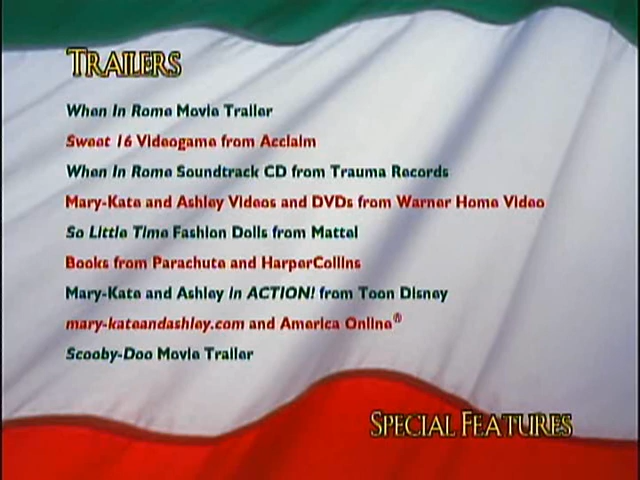 TRAILERS
When In Rome Movie Trailer
Sweet 16 Videogame from Acclaim
When In Rome Soundtrack CD from Trauma Records
Mary-Kate and Ashley Videos and DVDs from Warner Home Video
So Little Time Fashion Dolls from Mattel
Books from Parachute and HarperCollins
Mary-Kate and Ashley in ACTION! from Toon Disney
mary-kateandashley.com and America Online®
Scooby-Doo Movie Trailer
SPECIAL FEATURES